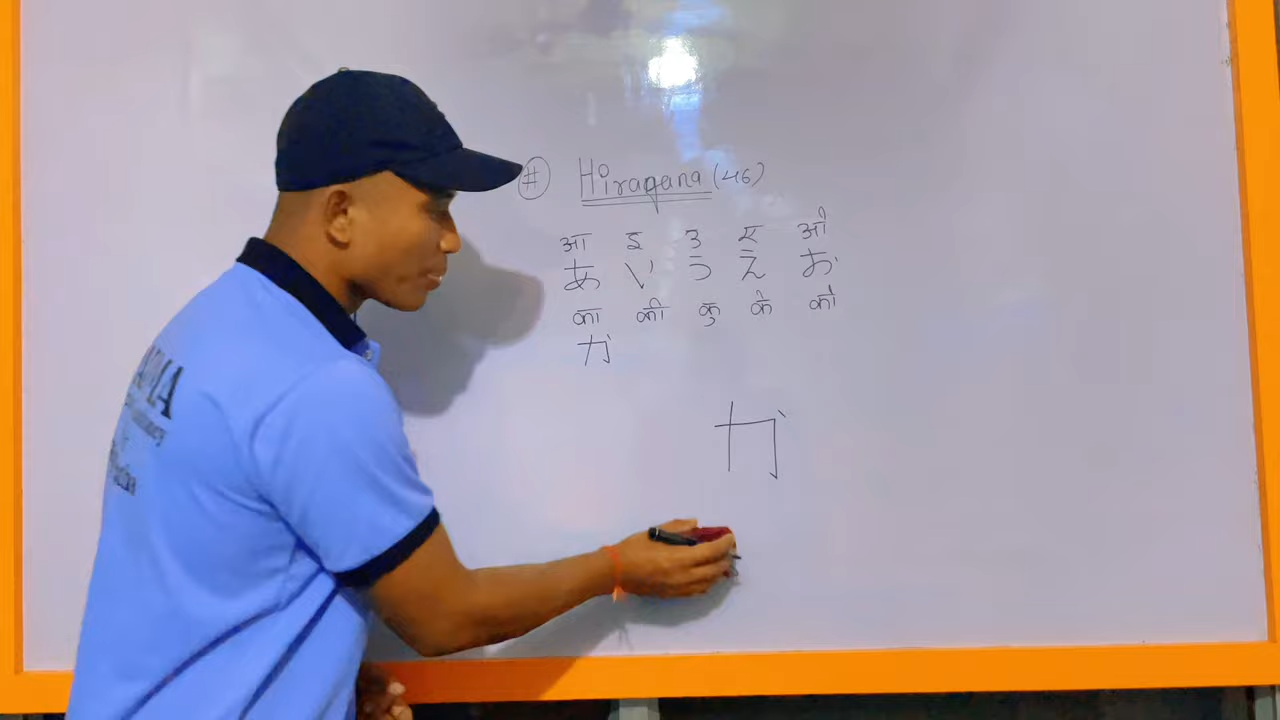 # Hiragana (46)
आ इ उ ए ओ
あ い う え お
का की कु के को
か
か